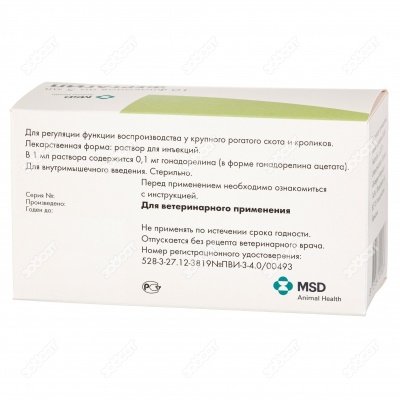 MSD
Для регуляции функции воспроизводства у крупного рогатого скота и кроликов.
Лекарственная форма: раствор для инъекций.
В 1 мл раствора содержится 0,1 мг гонадорелина (в форме гонадорелина ацетата).
Для внутримышечного введения. Стерильно.
Перед применением необходимо ознакомиться
с инструкцией.
Серия №:
Произведено:
Годен до:
Для ветеринарного применения
Не применять по истечении срока годности.
Отпускается без рецепта ветеринарного врача.
Номер регистрационного удостоверения:
528-3-27.12-3819№ПВИ-3-4.0/00493
MSD
Animal Health